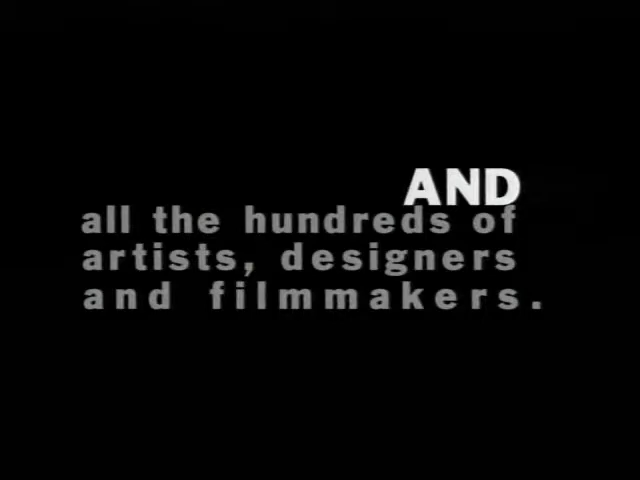 AND
all the hundreds of
artists, designers
and filmmakers.